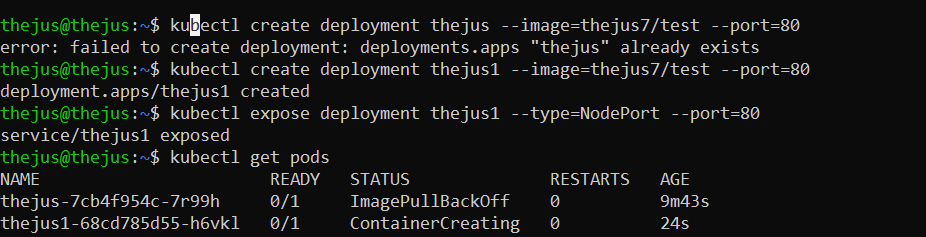 thejus@thejus:~$ kubectl create deployment thejus --image=thejus7/test --port=80
error: failed to create deployment: deployments.apps "thejus" already exists
thejus@thejus:~$ kubectl create deployment thejus1 --image=thejus7/test --port=80
deployment.apps/thejus1 created
thejus@thejus:~$ kubectl expose deployment thejus1 --type=NodePort --port=80
service/thejus1 exposed
thejus@thejus:~$ kubectl get pods
NAME READY STATUS RESTARTS AGE
thejus-7cb4f954c-7r99h 0/1 ImagePullBackOff 0 9m43s
thejus1-68cd785d55-h6vkl 0/1 ContainerCreating 0 24s